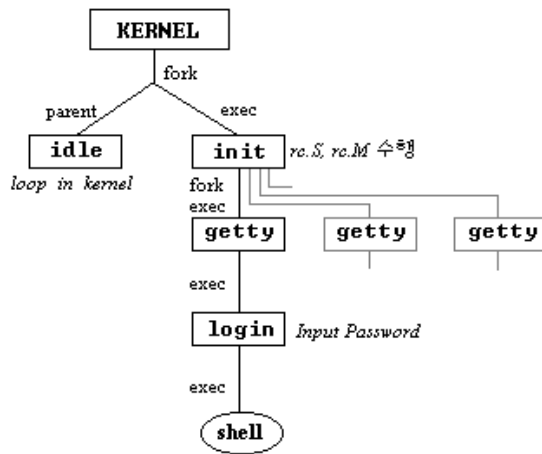 KERNEL
fork
parent
exec
idle
init
rc.S, rc.M 수행
loop in kernel
fork
exec
getty
getty
getty
exec
login
Input Password
exec
shell